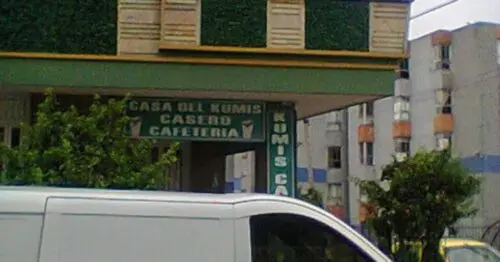 CASA DEL KUMIS
CASERO
CAFETERIA
KUMIS CA